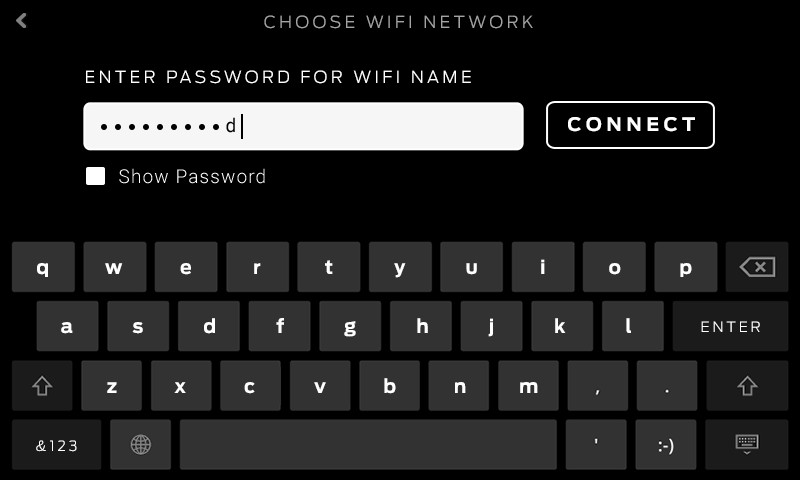 CHOOSE WIFI NETWORK
ENTER PASSWORD FOR WIFI NAME
•••••••••d
CONNECT
Show Password
q w e r t y u i o p
a s d f g h j k l ENTER
z x c v b n m , .
&123 ' :-)